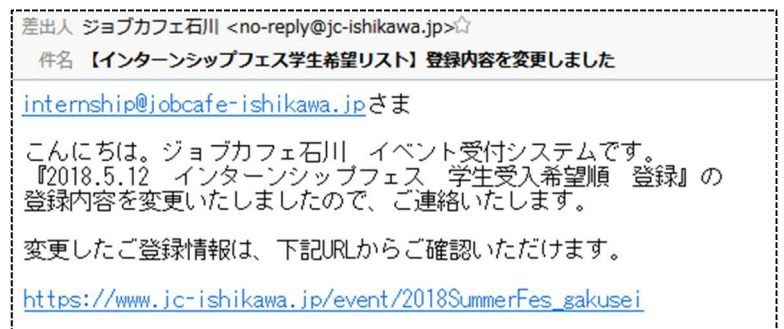 差出人 ジョブカフェ石川 <no-reply@jc-ishikawa.jp>☆
件名 【インターンシップフェス学生希望リスト】登録内容を変更しました
internship@jobcafe-ishikawa.jpさま
こんにちは。ジョブカフェ石川　イベント受付システムです。
『2018.5.12　インターンシップフェス　学生受入希望順　登録』の
登録内容を変更いたしましたので、ご連絡いたします。
変更したご登録情報は、下記URLからご確認いただけます。
https://www.jc-ishikawa.jp/event/2018SummerFes_gakusei